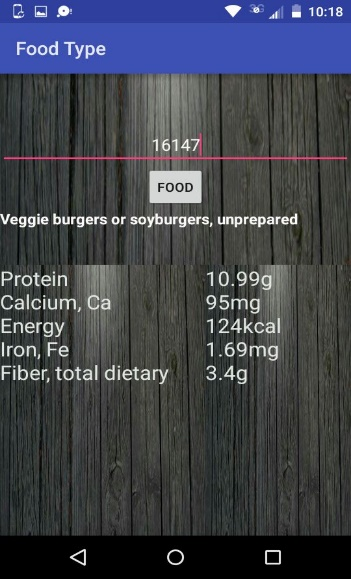 10:18
Food Type
16147
FOOD
Veggie burgers or soyburgers, unprepared
Protein 10.99g
Calcium, Ca 95mg
Energy 124kcal
Iron, Fe 1.69mg
Fiber, total dietary 3.4g